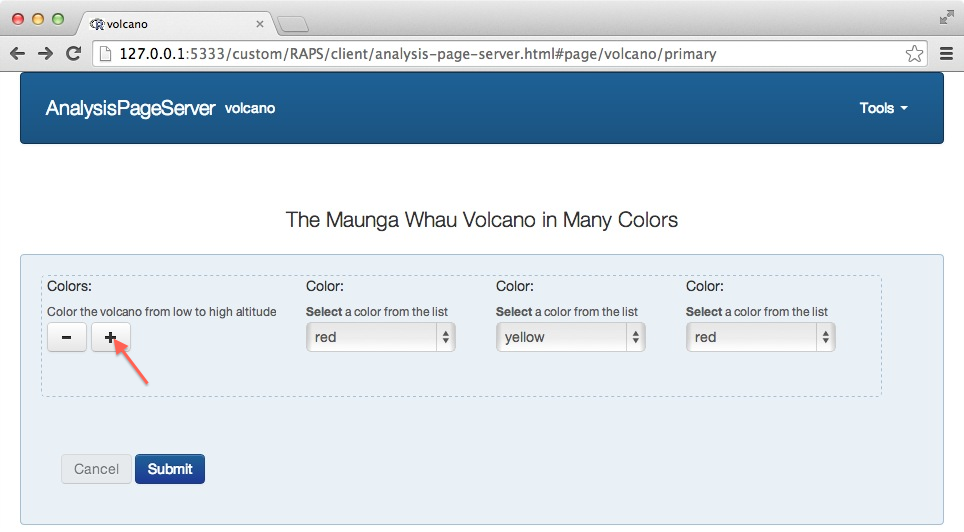 volcano
127.0.0.1:5333/custom/RAPS/client/analysis-page-server.html#page/volcano/primary
AnalysisPageServer volcano Tools
The Maunga Whau Volcano in Many Colors
Colors: Color: Color: Color:
Color the volcano from low to high altitude Select a color from the list Select a color from the list Select a color from the list
- + red yellow red
Cancel Submit